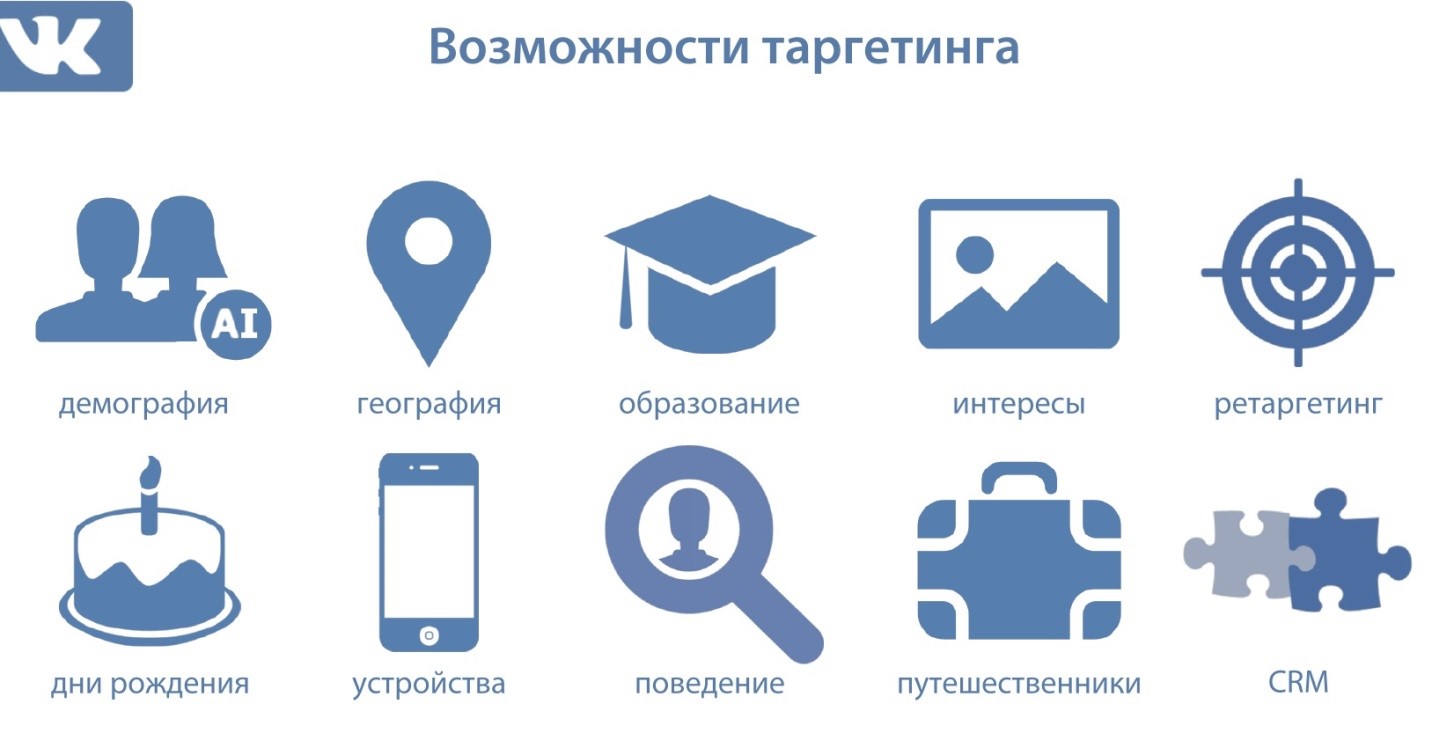 VK
Возможности таргетинга
AI
демография
география
образование
интересы
ретаргетинг
дни рождения
устройства
поведение
путешественники
CRM